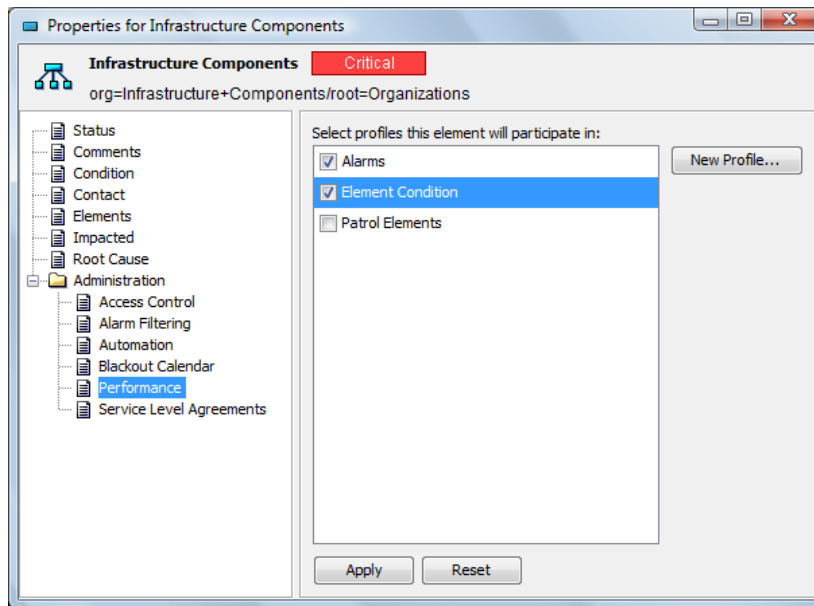 Properties for Infrastructure Components
Infrastructure Components Critical
org=Infrastructure+Components/root=Organizations
Status
Comments
Condition
Contact
Elements
Impacted
Root Cause
Administration
Access Control
Alarm Filtering
Automation
Blackout Calendar
Performance
Service Level Agreements
Select profiles this element will participate in:
Alarms
Element Condition
Patrol Elements
New Profile...
Apply Reset